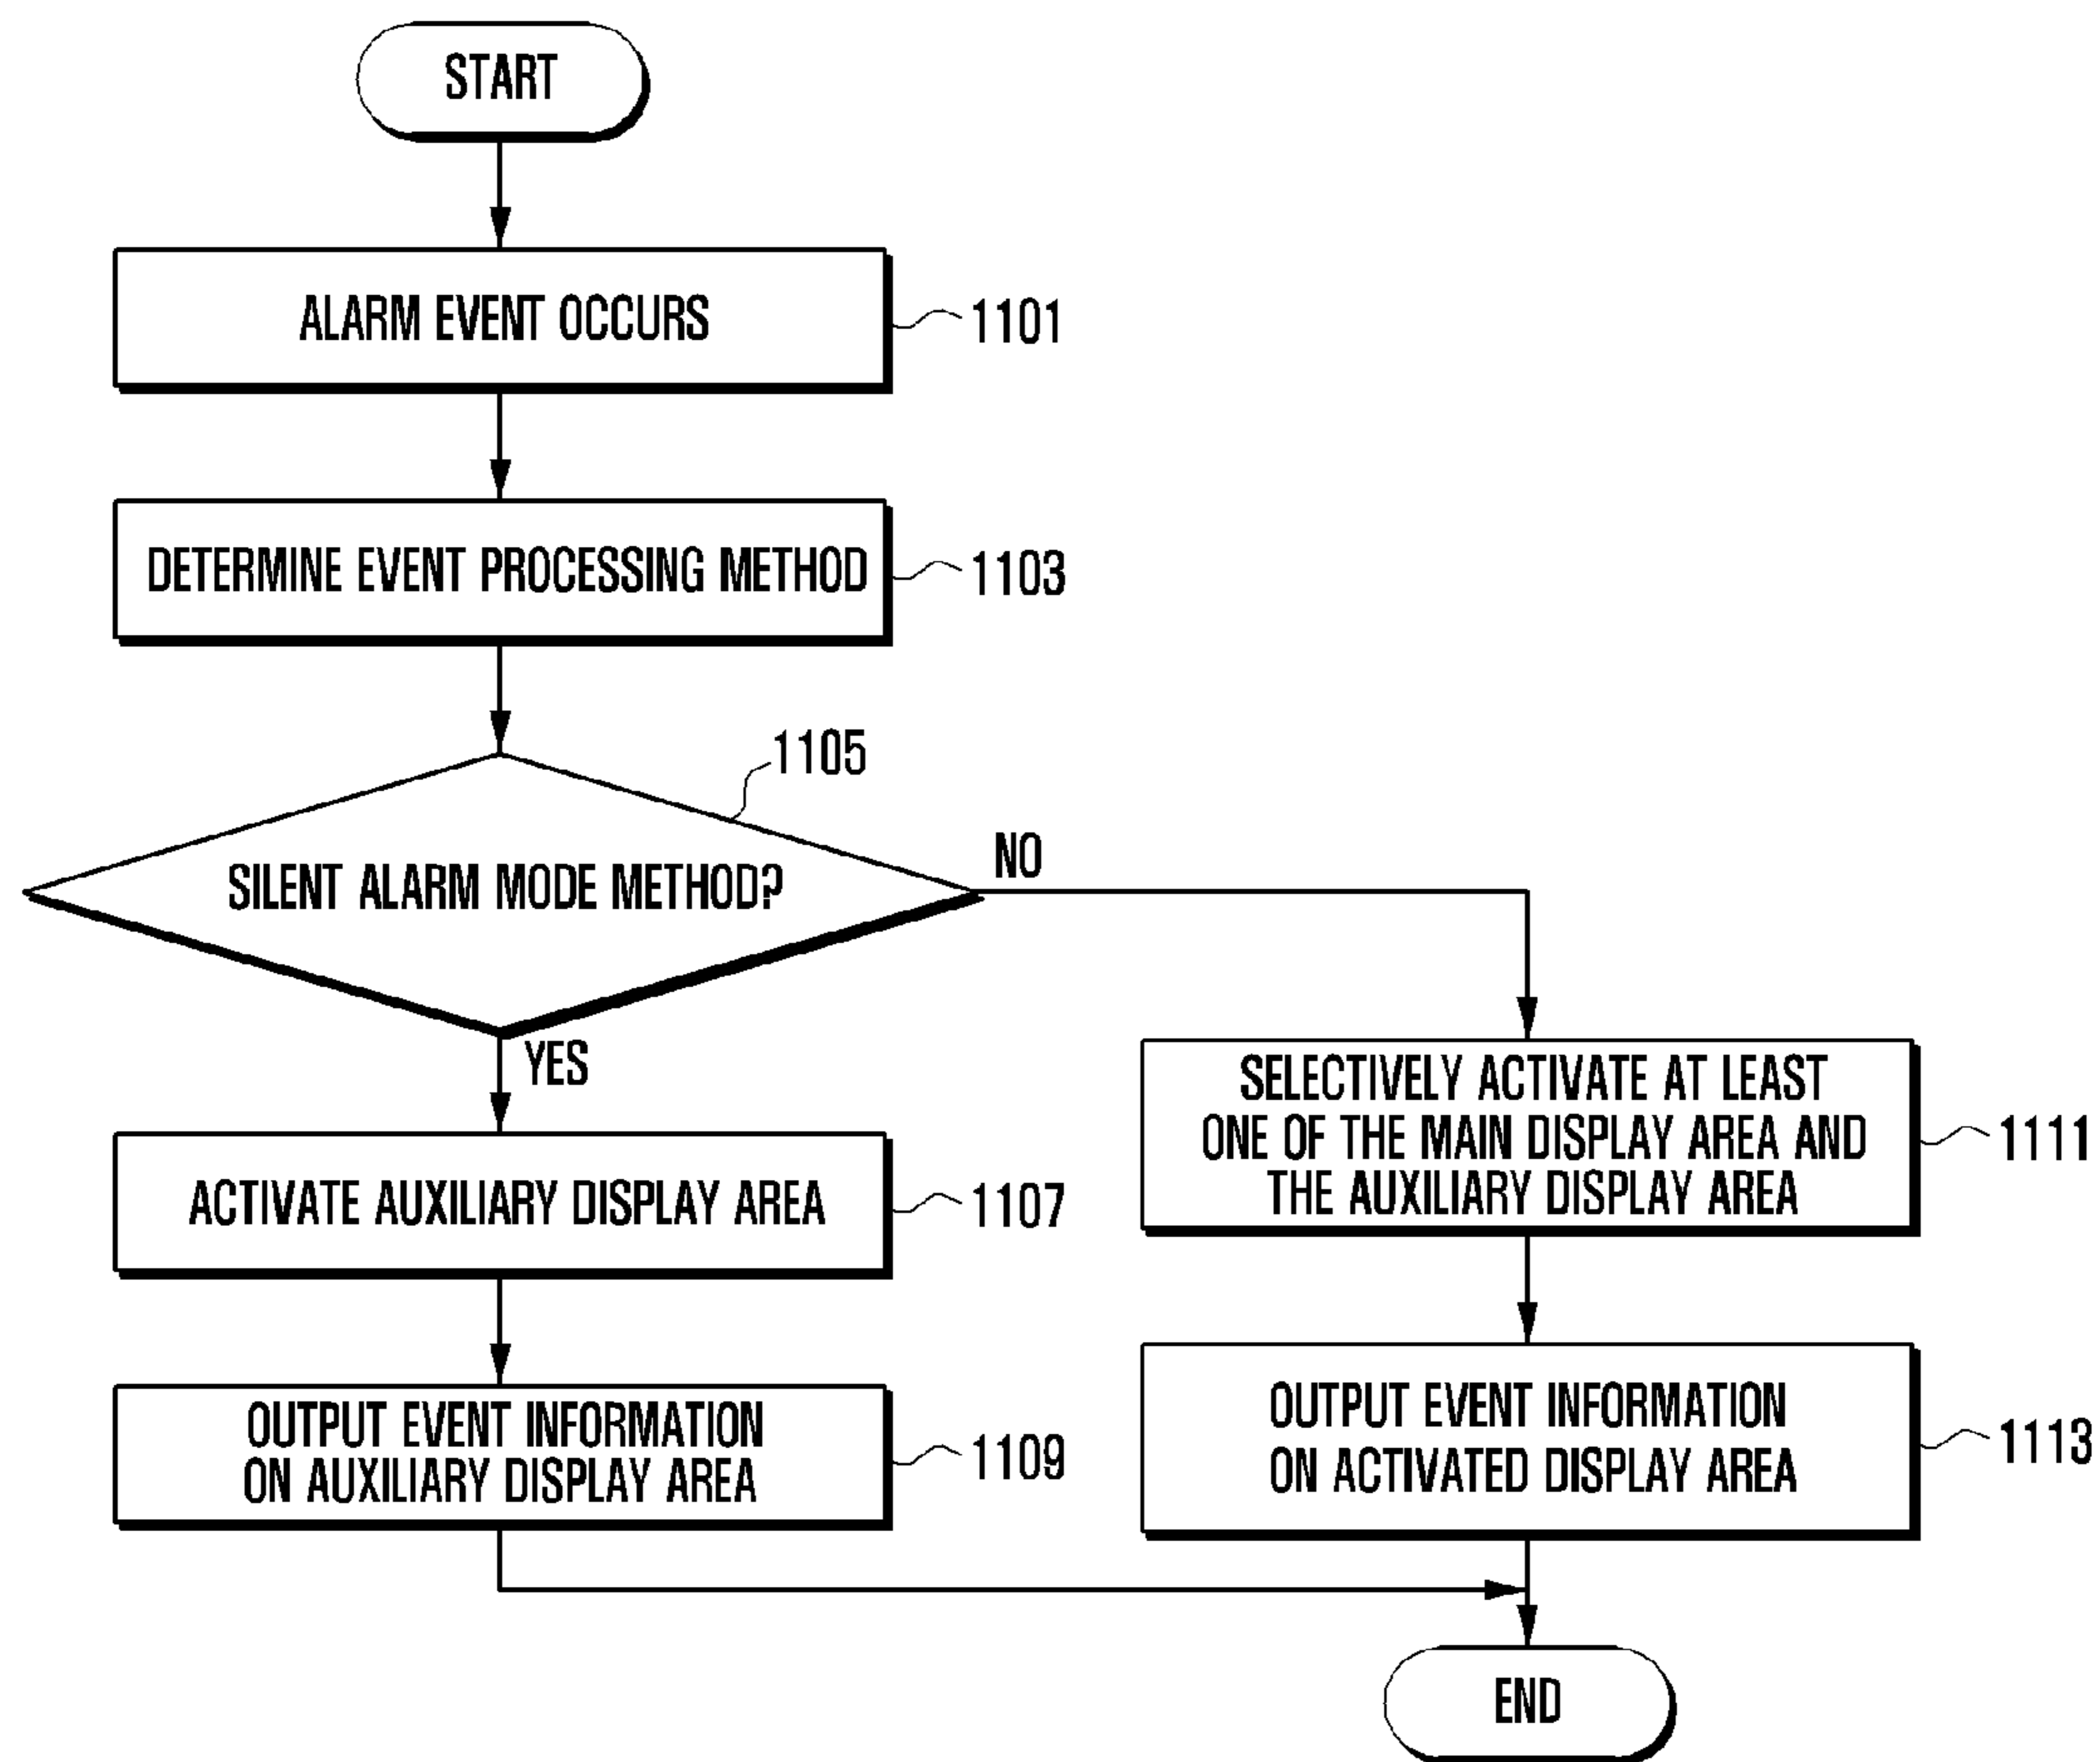 START
ALARM EVENT OCCURS
1101
DETERMINE EVENT PROCESSING METHOD
1103
1105
SILENT ALARM MODE METHOD?
NO
YES
ACTIVATE AUXILIARY DISPLAY AREA
1107
OUTPUT EVENT INFORMATION
ON AUXILIARY DISPLAY AREA
1109
SELECTIVELY ACTIVATE AT LEAST
ONE OF THE MAIN DISPLAY AREA AND
THE AUXILIARY DISPLAY AREA
1111
OUTPUT EVENT INFORMATION
ON ACTIVATED DISPLAY AREA
1113
END